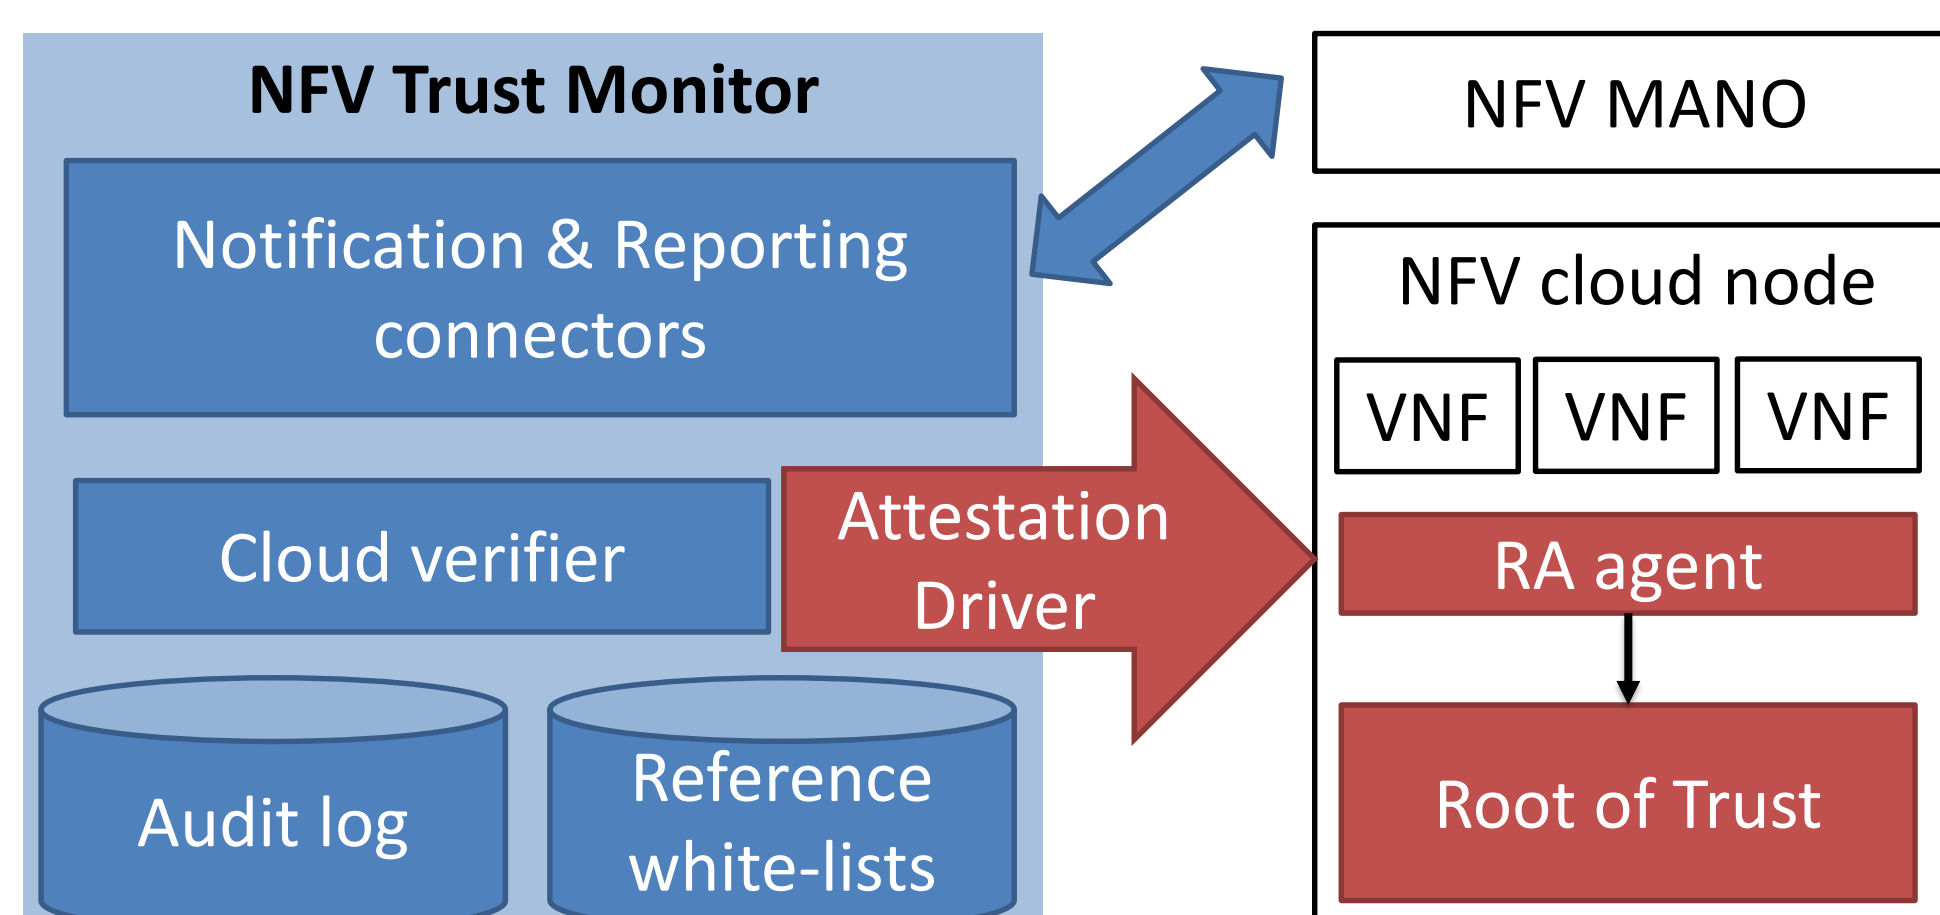 NFV Trust Monitor
Notification & Reporting
connectors
Cloud verifier
Attestation
Driver
Audit log
Reference
white-lists
NFV MANO
NFV cloud node
VNF VNF VNF
RA agent
Root of Trust